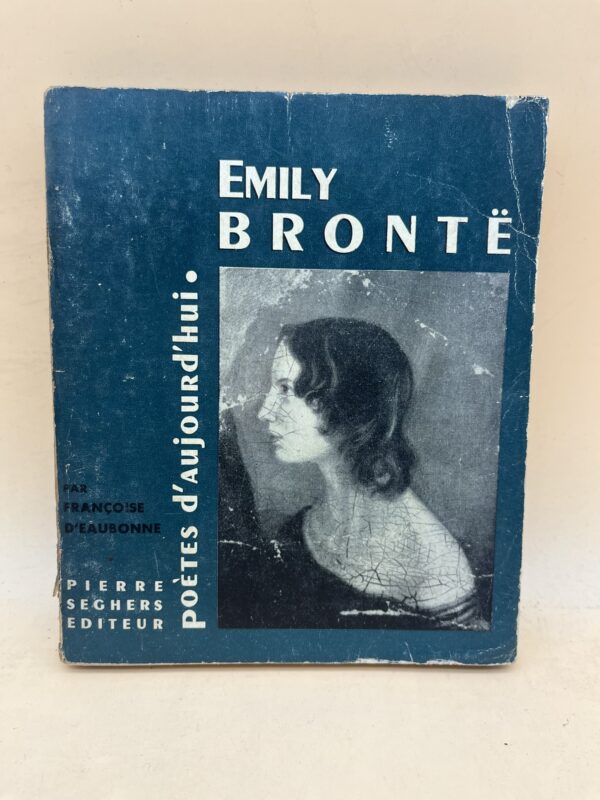 EMILY
BRONTË
POÈTES d'AUJOURd'HUI.
PAR
FRANÇOISE
D'EAUBONNE
PIERRE
SEGHERS
EDITEUR